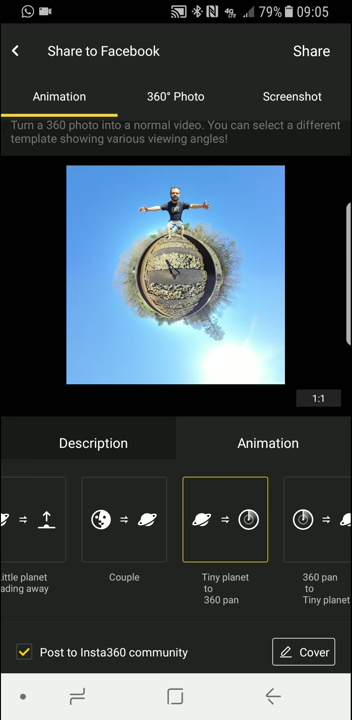 79% 09:05
Share to Facebook
Share
Animation
360° Photo
Screenshot
Turn a 360 photo into a normal video. You can select a different
template showing various viewing angles!
1:1
Description
Animation
ittle planet
ading away
Couple
Tiny planet
to
360 pan
360 pan
to
Tiny planet
Post to Insta360 community
Cover